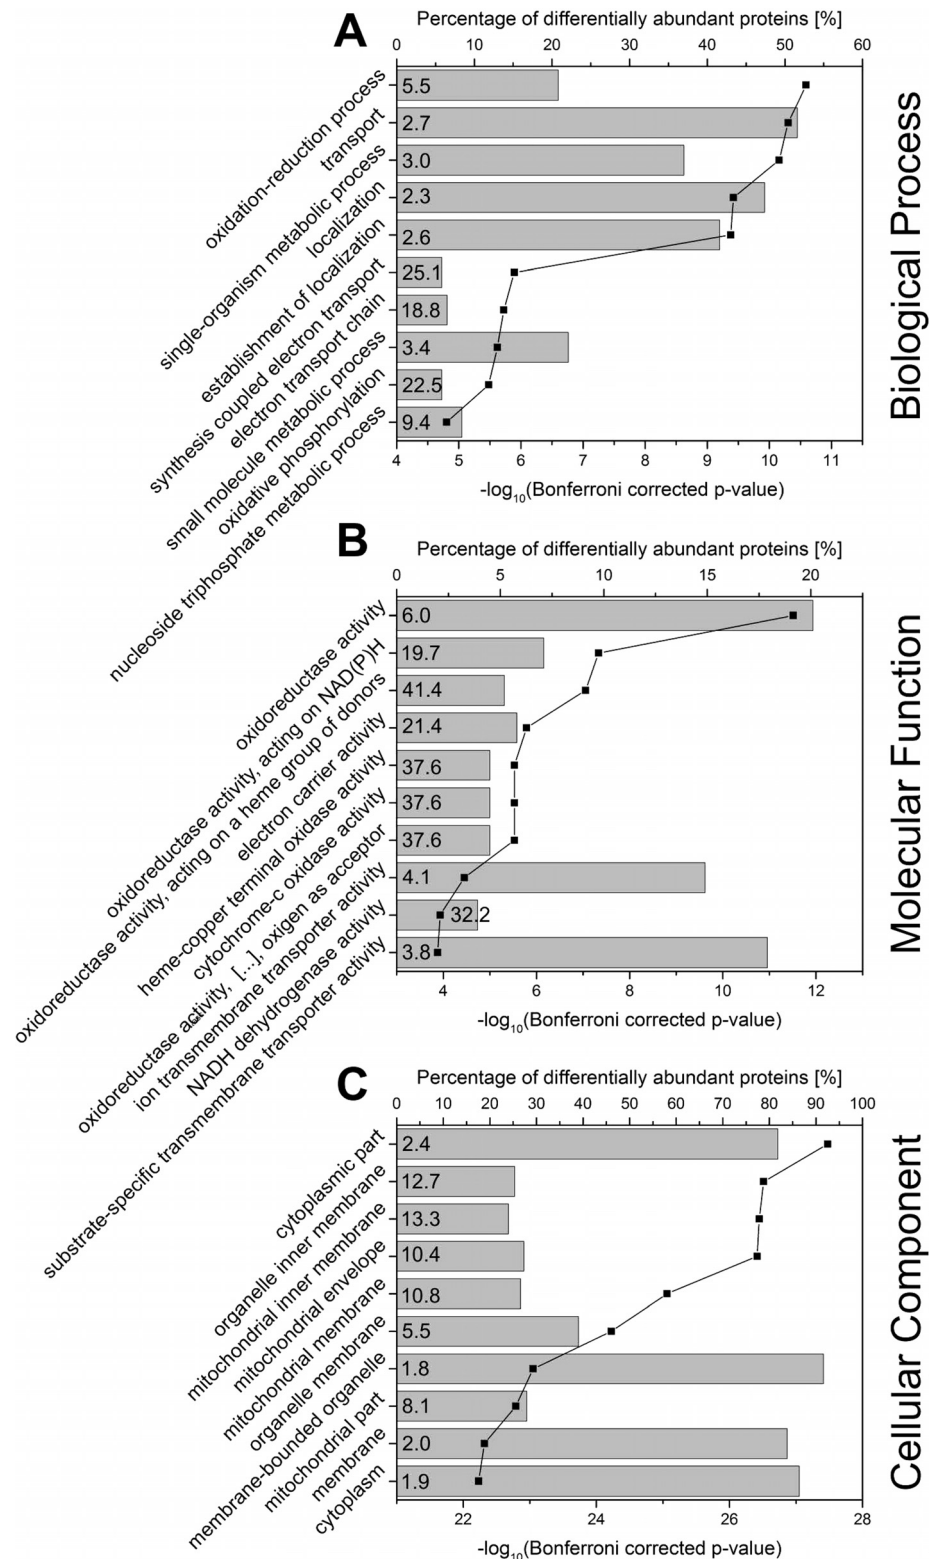 A
Percentage of differentially abundant proteins [%]
0 10 20 30 40 50 60
oxidation-reduction process 5.5
transport 2.7
single-organism metabolic process 3.0
localization 2.3
establishment of localization 2.6
synthesis coupled electron transport 25.1
electron transport chain 18.8
small molecule metabolic process 3.4
oxidative phosphorylation 22.5
nucleoside triphosphate metabolic process 9.4
4 5 6 7 8 9 10 11
-log10(Bonferroni corrected p-value)
Biological Process
B
Percentage of differentially abundant proteins [%]
0 5 10 15 20
oxidoreductase activity 6.0
oxidoreductase activity, acting on NAD(P)H 19.7
oxidoreductase activity, acting on a heme group of donors 41.4
electron carrier activity 21.4
heme-copper terminal oxidase activity 37.6
cytochrome-c oxidase activity 37.6
oxidoreductase activity, [...], oxigen as acceptor 37.6
ion transmembrane transporter activity 4.1
NADH dehydrogenase activity 32.2
substrate-specific transmembrane transporter activity 3.8
4 6 8 10 12
-log10(Bonferroni corrected p-value)
Molecular Function
C
Percentage of differentially abundant proteins [%]
0 10 20 30 40 50 60 70 80 90 100
cytoplasmic part 2.4
organelle inner membrane 12.7
mitochondrial inner membrane 13.3
mitochondrial envelope 10.4
mitochondrial membrane 10.8
organelle membrane 5.5
membrane-bounded organelle 1.8
mitochondrial part 8.1
membrane 2.0
cytoplasm 1.9
22 24 26 28
-log10(Bonferroni corrected p-value)
Cellular Component